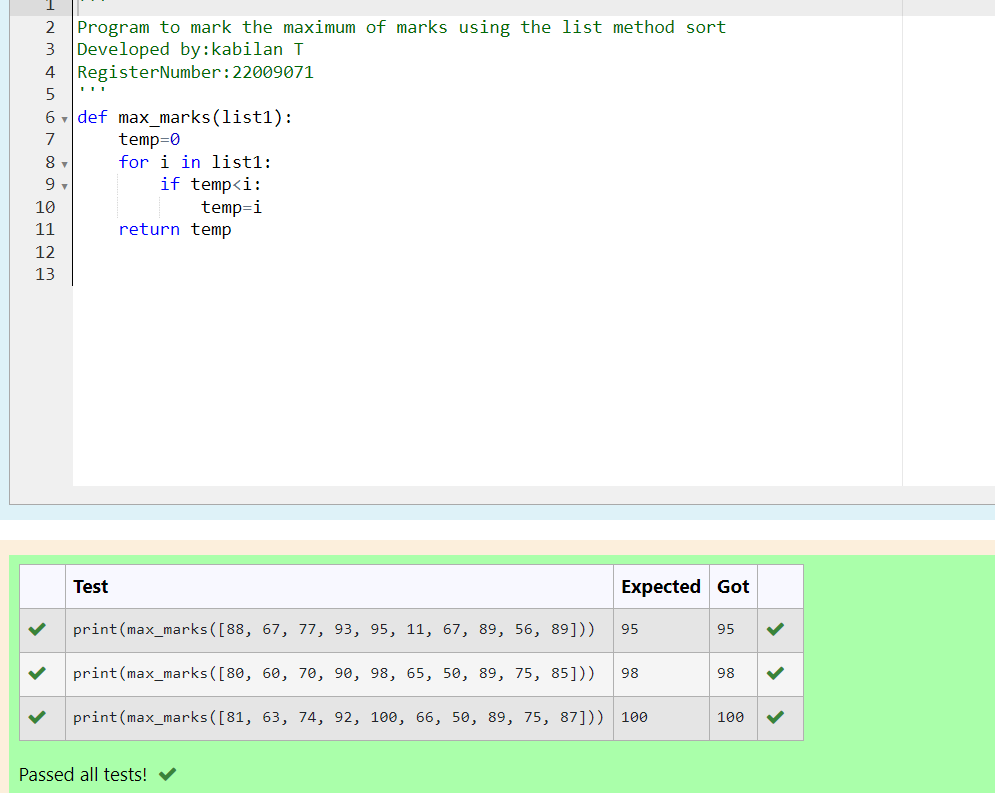 1 '''
2 Program to mark the maximum of marks using the list method sort
3 Developed by:kabilan T
4 RegisterNumber:22009071
5 '''
6 def max_marks(list1):
7     temp=0
8     for i in list1:
9         if temp<i:
10             temp=i
11     return temp
12
13
Test Expected Got
print(max_marks([88, 67, 77, 93, 95, 11, 67, 89, 56, 89])) 95 95
print(max_marks([80, 60, 70, 90, 98, 65, 50, 89, 75, 85])) 98 98
print(max_marks([81, 63, 74, 92, 100, 66, 50, 89, 75, 87])) 100 100
Passed all tests!